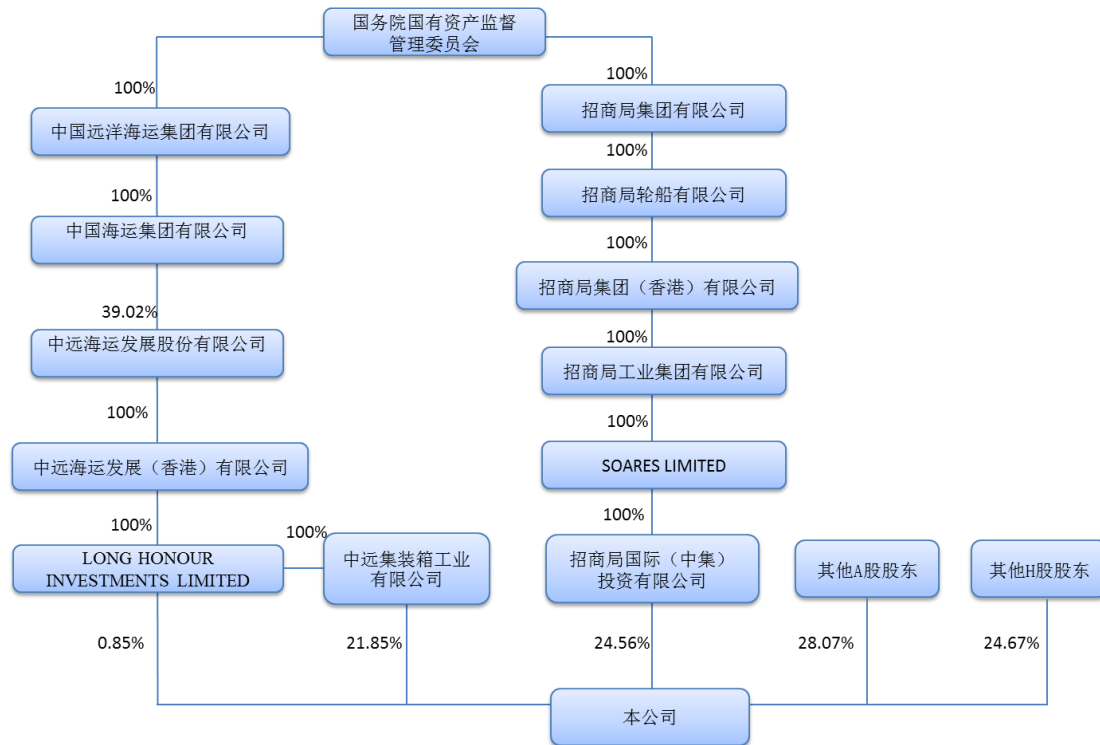 国务院国有资产监督
管理委员会
100%
100%
中国远洋海运集团有限公司
招商局集团有限公司
100%
100%
中国海运集团有限公司
招商局轮船有限公司
100%
39.02%
招商局集团（香港）有限公司
中远海运发展股份有限公司
100%
招商局工业集团有限公司
100%
100%
中远海运发展（香港）有限公司
SOARES LIMITED
100%
100%
100%
LONG HONOUR
INVESTMENTS LIMITED
中远集装箱工业
有限公司
招商局国际（中集）
投资有限公司
其他A股股东
其他H股股东
0.85%
21.85%
24.56%
28.07%
24.67%
本公司